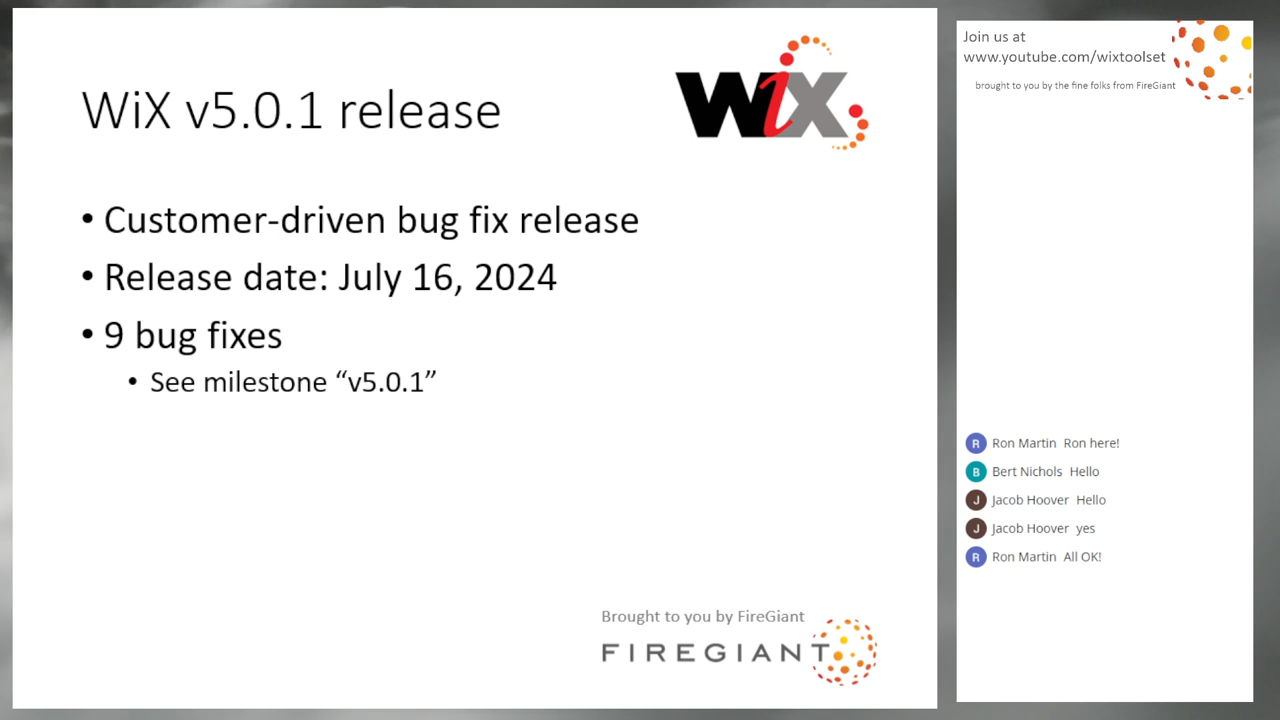 WiX v5.0.1 release
WiX
• Customer-driven bug fix release
• Release date: July 16, 2024
• 9 bug fixes
• See milestone “v5.0.1”
Brought to you by FireGiant
FIREGIANT
Join us at
www.youtube.com/wixtoolset
brought to you by the fine folks from FireGiant
R Ron Martin Ron here!
B Bert Nichols Hello
J Jacob Hoover Hello
J Jacob Hoover yes
R Ron Martin All OK!